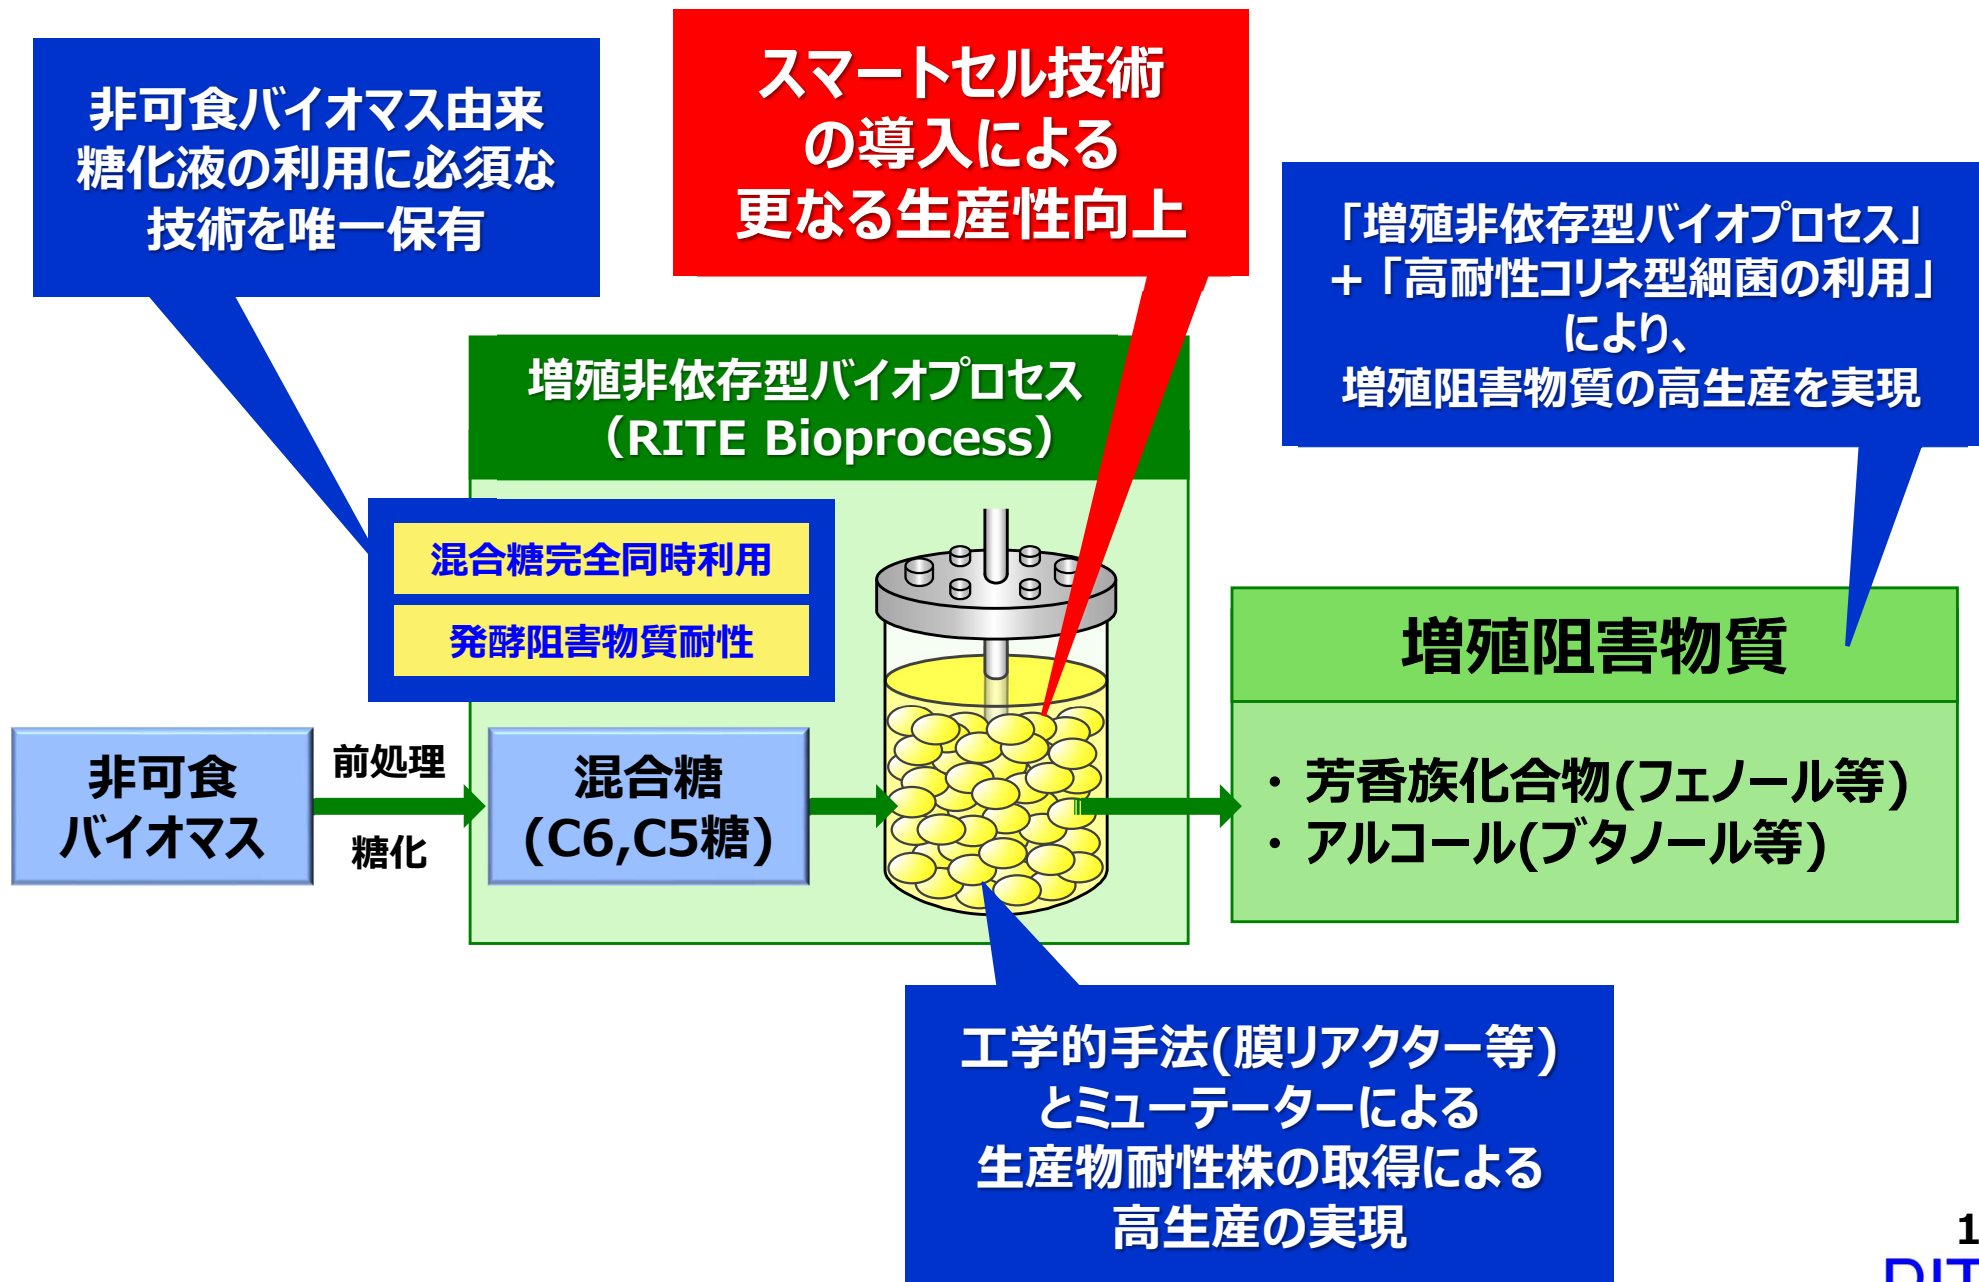 非可食バイオマス由来
糖化液の利用に必須な
技術を唯一保有
スマートセル技術
の導入による
更なる生産性向上
「増殖非依存型バイオプロセス」
+「高耐性コリネ型細菌の利用」
により、
増殖阻害物質の高生産を実現
増殖非依存型バイオプロセス
（RITE Bioprocess）
混合糖完全同時利用
発酵阻害物質耐性
非可食
バイオマス
前処理
糖化
混合糖
(C6,C5糖)
増殖阻害物質
・ 芳香族化合物(フェノール等)
・ アルコール(ブタノール等)
工学的手法(膜リアクター等)
とミューテーターによる
生産物耐性株の取得による
高生産の実現
1